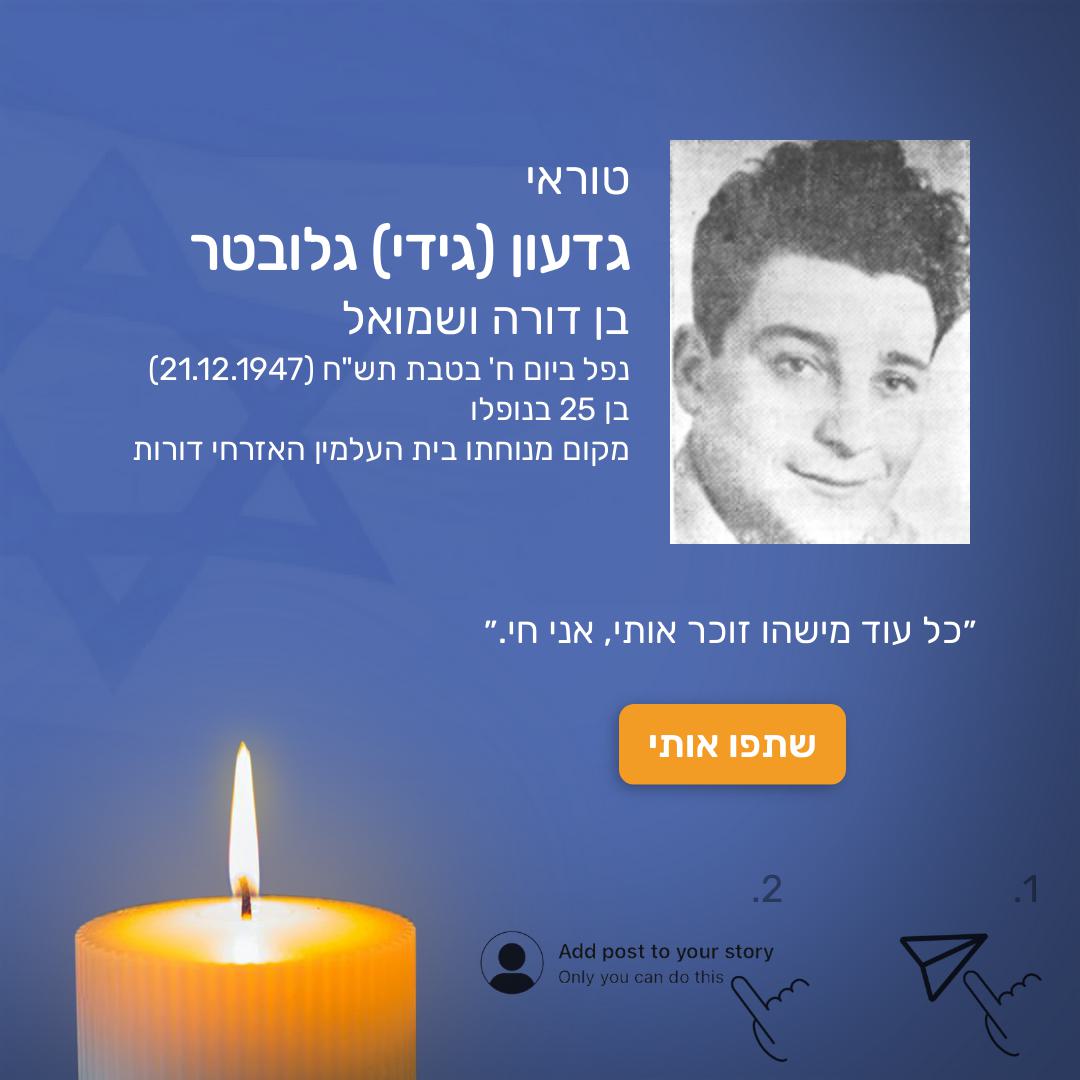 טוראי
גדעון (גידי) גלובטר
בן דורה ושמואל
נפל ביום ח' בטבת תש"ח (21.12.1947)
בן 25 בנופלו
מקום מנוחתו בית העלמין האזרחי דורות
״כל עוד מישהו זוכר אותי, אני חי.״
שתפו אותי
1.
2.
Add post to your story
Only you can do this